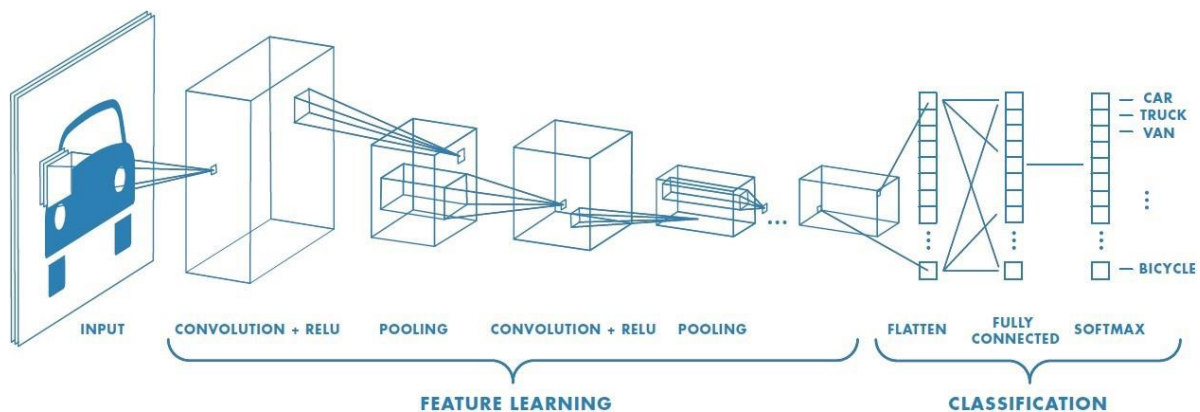 CAR
TRUCK
VAN
BICYCLE
INPUT
CONVOLUTION + RELU
POOLING
CONVOLUTION + RELU
POOLING
FLATTEN
FULLY
CONNECTED
SOFTMAX
FEATURE LEARNING
CLASSIFICATION